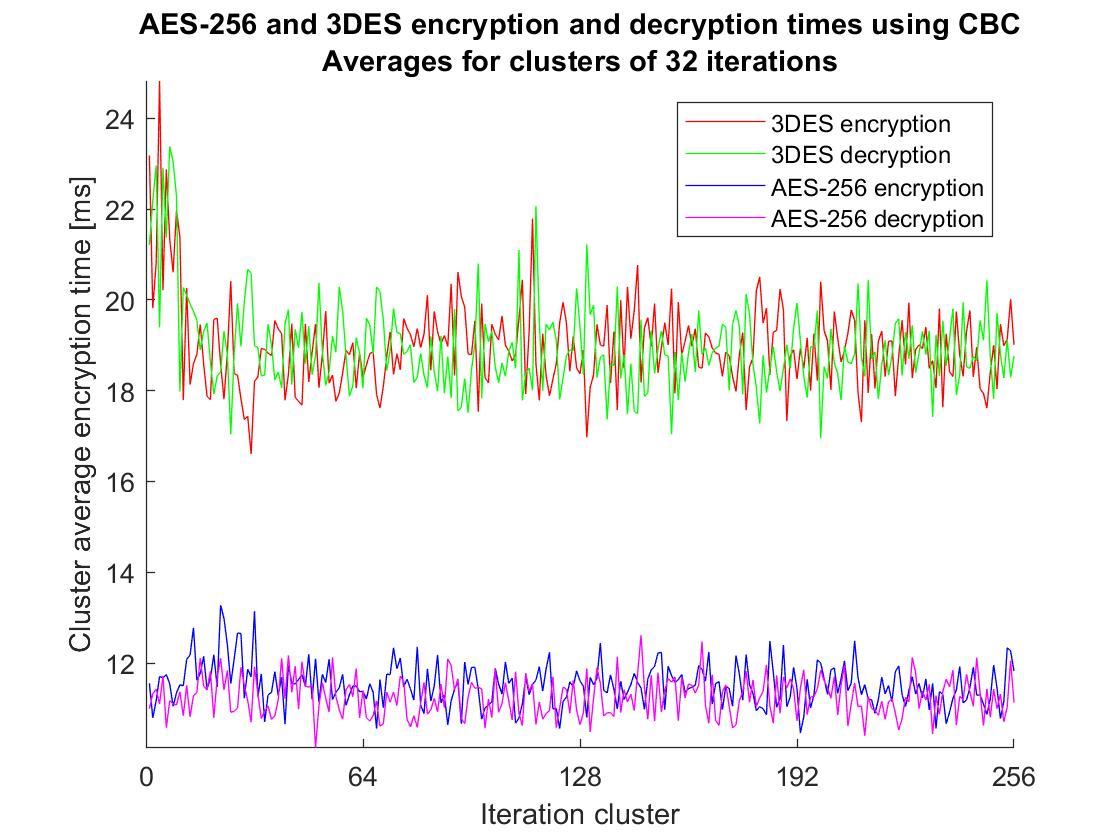 AES-256 and 3DES encryption and decryption times using CBC
Averages for clusters of 32 iterations
Cluster average encryption time [ms]
24
22
20
18
16
14
12
3DES encryption
3DES decryption
AES-256 encryption
AES-256 decryption
0
64
128
192
256
Iteration cluster